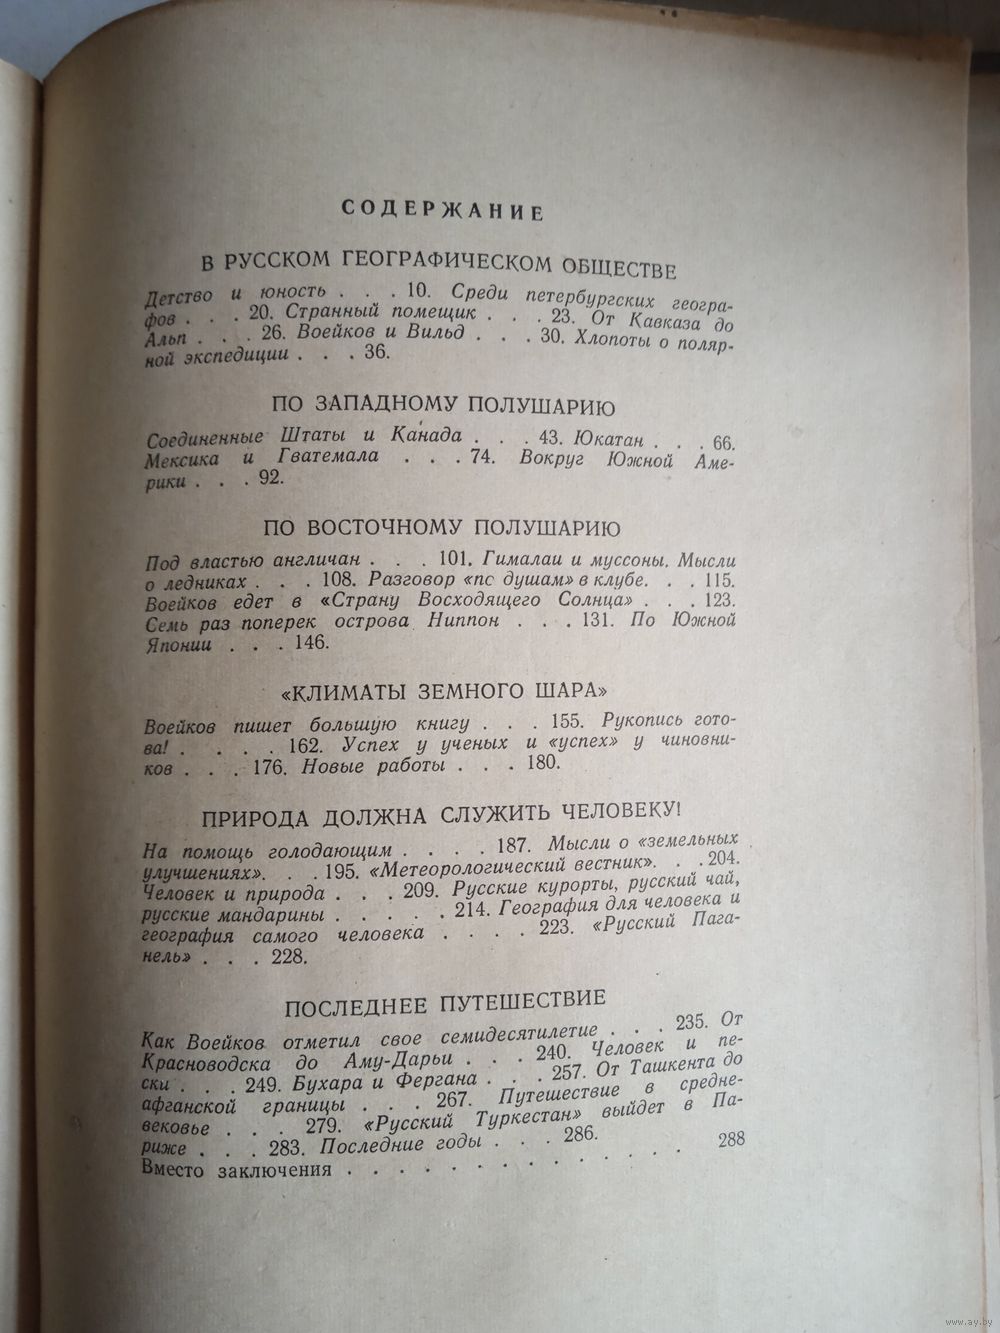 СОДЕРЖАНИЕ
В РУССКОМ ГЕОГРАФИЧЕСКОМ ОБЩЕСТВЕ
Детство и юность . . . 10. Среди петербургских геогра-
фов . . . 20. Странный помещик . . . 23. От Кавказа до
Альп . . . 26. Воейков и Вильд . . . 30. Хлопоты о поляр-
ной экспедиции . . . 36.
ПО ЗАПАДНОМУ ПОЛУШАРИЮ
Соединенные Штаты и Канада . . . 43. Юкатан . . . 66.
Мексика и Гватемала . . . 74. Вокруг Южной Аме-
рики . . . 92.
ПО ВОСТОЧНОМУ ПОЛУШАРИЮ
Под властью англичан . . . 101. Гималаи и муссоны. Мысли
о ледниках . . . 108. Разговор «пс душам» в клубе. . . 115.
Воейков едет в «Страну Восходящего Солнца» . . . 123.
Семь раз поперек острова Ниппон . . . 131. По Южной
Японии . . . 146.
«КЛИМАТЫ ЗЕМНОГО ШАРА»
Воейков пишет большую книгу . . . 155. Рукопись гото-
ва! . . . . 162. Успех у ученых и «успех» у чиновни-
ков . . . 176. Новые работы . . . 180.
ПРИРОДА ДОЛЖНА СЛУЖИТЬ ЧЕЛОВЕКУ!
На помощь голодающим . . . . 187. Мысли о «земельных
улучшениях». . . 195. «Метеорологический вестник». . . 204.
Человек и природа . . . 209. Русские курорты, русский чай,
русские мандарины . . . . . 214. География для человека и
география самого человека . . . . 223. «Русский Пага-
нель» . . . 228.
ПОСЛЕДНЕЕ ПУТЕШЕСТВИЕ
Как Воейков отметил свое семидесятилетие . . . 235. От
Красноводска до Аму-Дарьи . . . 240. Человек и пе-
ски . . . 249. Бухара и Фергана . . . 257. От Ташкента до
афганской границы . . . 267. Путешествие в средне-
вековье . . . 279. «Русский Туркестан» выйдет в Па-
риже . . . 283. Последние годы . . . 286.
Вместо заключения . . . . . . . . . . . . . 288
www.ay.by